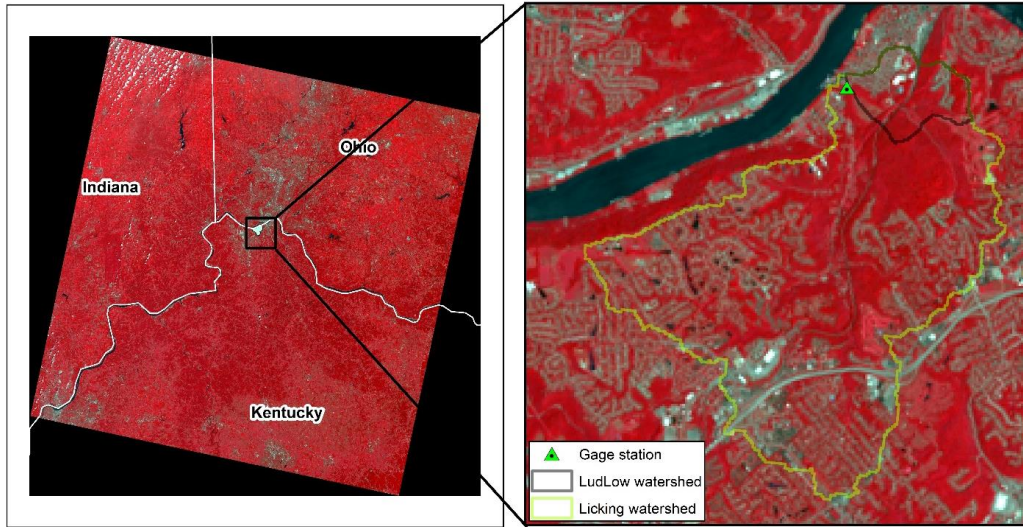 Ohio
Indiana
Kentucky
Gage station
LudLow watershed
Licking watershed